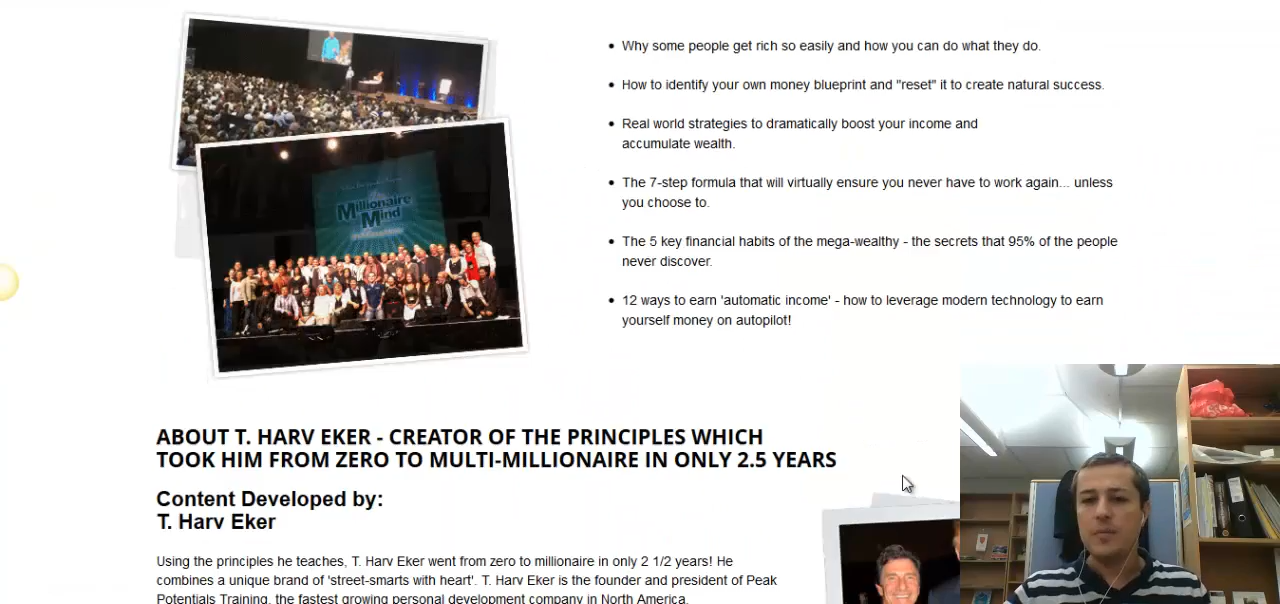 Why some people get rich so easily and how you can do what they do.
How to identify your own money blueprint and "reset" it to create natural success.
Real world strategies to dramatically boost your income and
accumulate wealth.
The 7-step formula that will virtually ensure you never have to work again... unless
you choose to.
The 5 key financial habits of the mega-wealthy - the secrets that 95% of the people
never discover.
12 ways to earn 'automatic income' - how to leverage modern technology to earn
yourself money on autopilot!
Millionaire
Mind
ABOUT T. HARV EKER - CREATOR OF THE PRINCIPLES WHICH
TOOK HIM FROM ZERO TO MULTI-MILLIONAIRE IN ONLY 2.5 YEARS
Content Developed by:
T. Harv Eker
Using the principles he teaches, T. Harv Eker went from zero to millionaire in only 2 1/2 years! He
combines a unique brand of 'street-smarts with heart'. T. Harv Eker is the founder and president of Peak
Potentials Training, the fastest growing personal development company in North America.